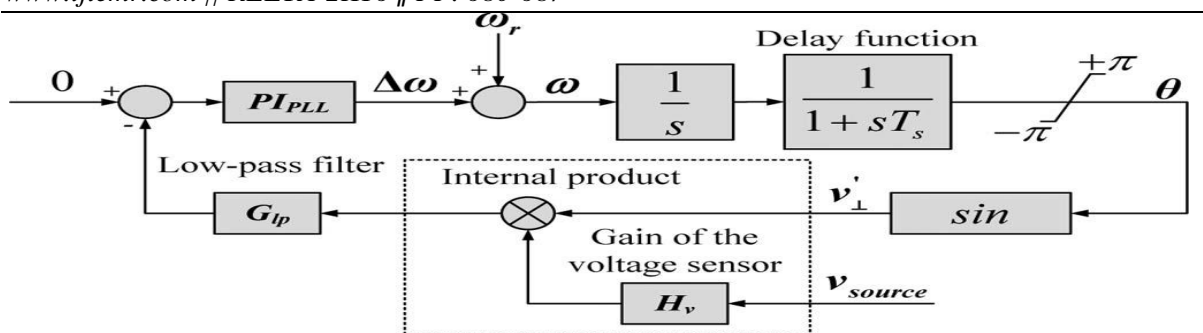 Delay function
ω_r
0
+
-
PI_PLL
Δω
+
+
ω
1
s
1
1 + sT_s
+π
-π
θ
Low-pass filter
G_lp
Internal product
v'_⊥
sin
Gain of the
voltage sensor
H_v
v_source